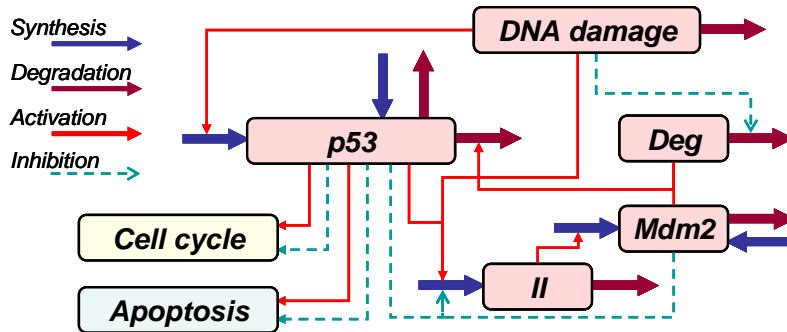 Synthesis
Degradation
Activation
Inhibition
DNA damage
p53
Deg
Cell cycle
Mdm2
Apoptosis
II